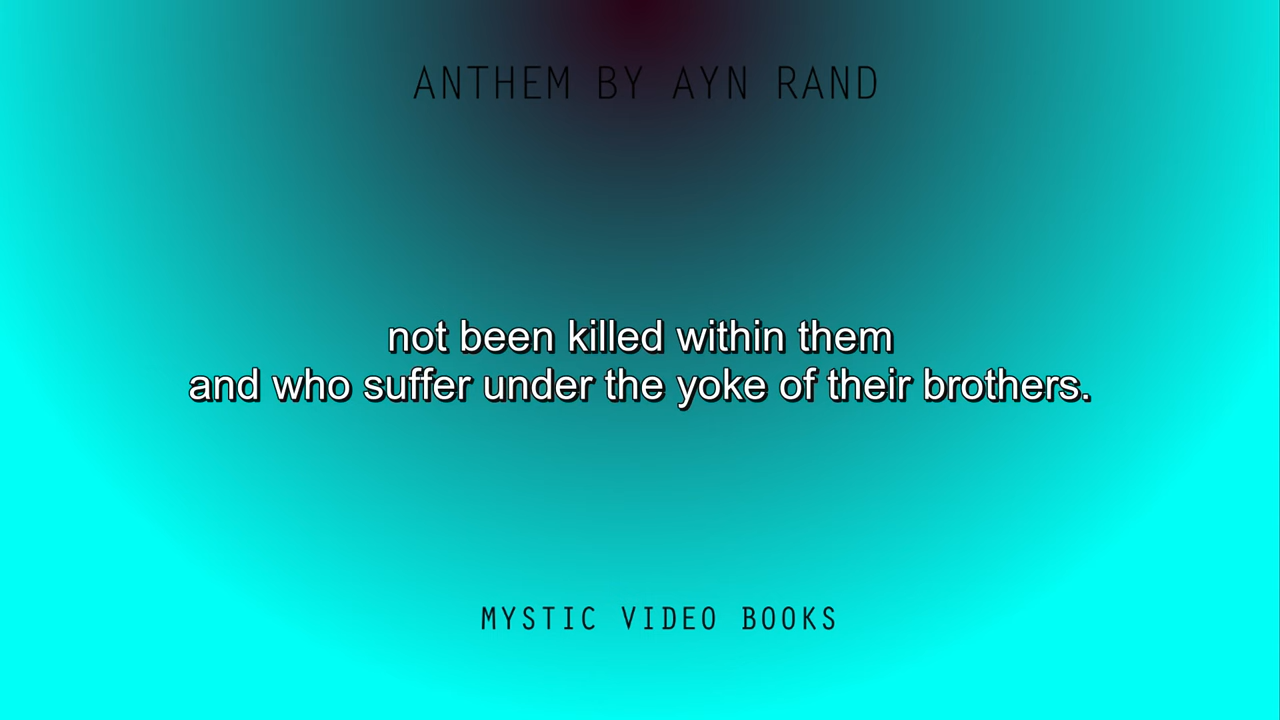 ANTHEM BY AYN RAND
not been killed within them
and who suffer under the yoke of their brothers.
MYSTIC VIDEO BOOKS